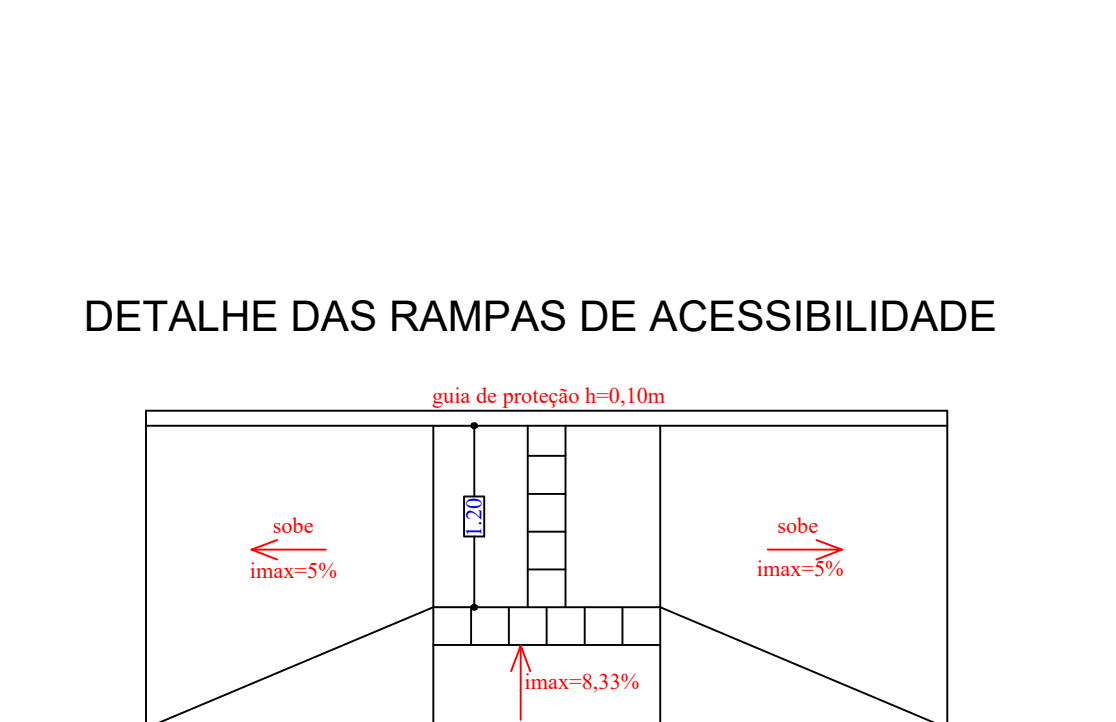 DETALHE DAS RAMPAS DE ACESSIBILIDADE
guia de proteção h=0,10m
1.20
sobe
imax=5%
sobe
imax=5%
imax=8,33%